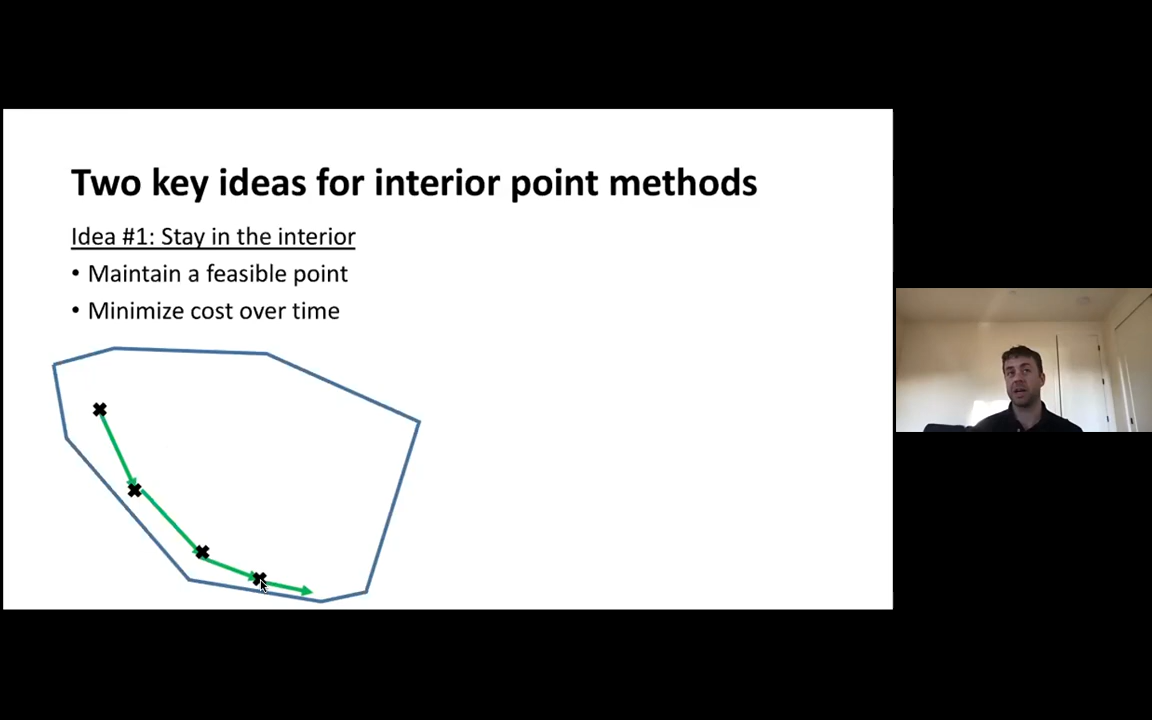 Two key ideas for interior point methods
Idea #1: Stay in the interior
• Maintain a feasible point
• Minimize cost over time